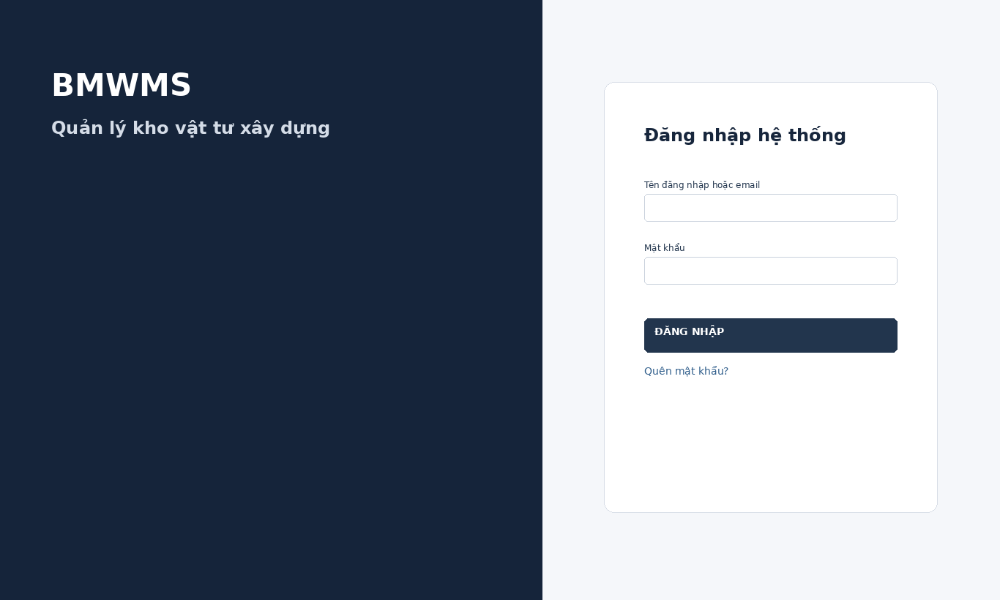 BMWMS
Quản lý kho vật tư xây dựng
Đăng nhập hệ thống
Tên đăng nhập hoặc email
Mật khẩu
ĐĂNG NHẬP
Quên mật khẩu?